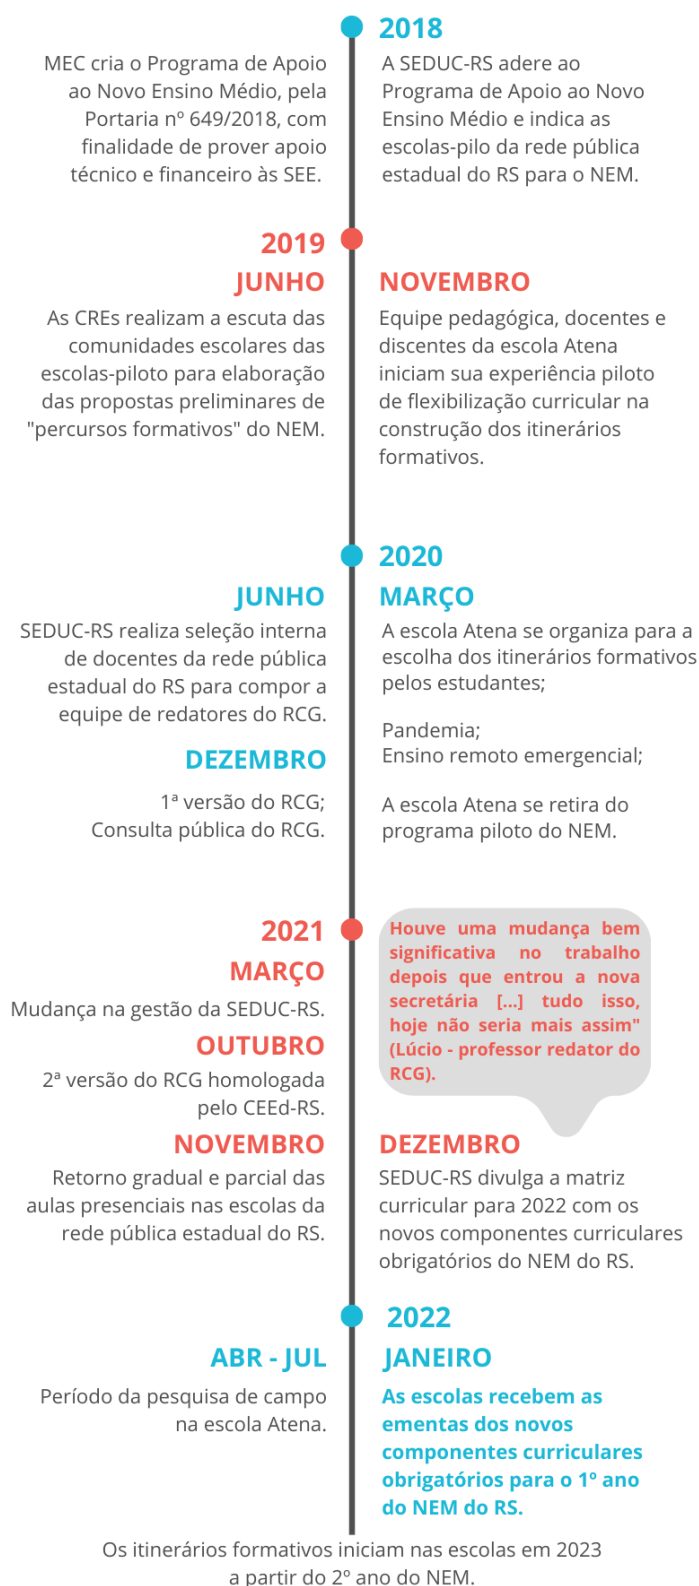 2018
MEC cria o Programa de Apoio
ao Novo Ensino Médio, pela
Portaria nº 649/2018, com
finalidade de prover apoio
técnico e financeiro às SEE.
A SEDUC-RS adere ao
Programa de Apoio ao Novo
Ensino Médio e indica as
escolas-pilo da rede pública
estadual do RS para o NEM.
2019
JUNHO
As CREs realizam a escuta das
comunidades escolares das
escolas-piloto para elaboração
das propostas preliminares de
"percursos formativos" do NEM.
NOVEMBRO
Equipe pedagógica, docentes e
discentes da escola Atena
iniciam sua experiência piloto
de flexibilização curricular na
construção dos itinerários
formativos.
2020
JUNHO
SEDUC-RS realiza seleção interna
de docentes da rede pública
estadual do RS para compor a
equipe de redatores do RCG.
DEZEMBRO
1ª versão do RCG;
Consulta pública do RCG.
MARÇO
A escola Atena se organiza para a
escolha dos itinerários formativos
pelos estudantes;
Pandemia;
Ensino remoto emergencial;
A escola Atena se retira do
programa piloto do NEM.
2021
MARÇO
Mudança na gestão da SEDUC-RS.
OUTUBRO
2ª versão do RCG homologada
pelo CEEd-RS.
NOVEMBRO
Retorno gradual e parcial das
aulas presenciais nas escolas da
rede pública estadual do RS.
Houve uma mudança bem
significativa no trabalho
depois que entrou a nova
secretária [...] tudo isso,
hoje não seria mais assim"
(Lúcio - professor redator do
RCG).
DEZEMBRO
SEDUC-RS divulga a matriz
curricular para 2022 com os
novos componentes curriculares
obrigatórios do NEM do RS.
2022
ABR - JUL
Período da pesquisa de campo
na escola Atena.
JANEIRO
As escolas recebem as
ementas dos novos
componentes curriculares
obrigatórios para o 1º ano
do NEM do RS.
Os itinerários formativos iniciam nas escolas em 2023
a partir do 2º ano do NEM.